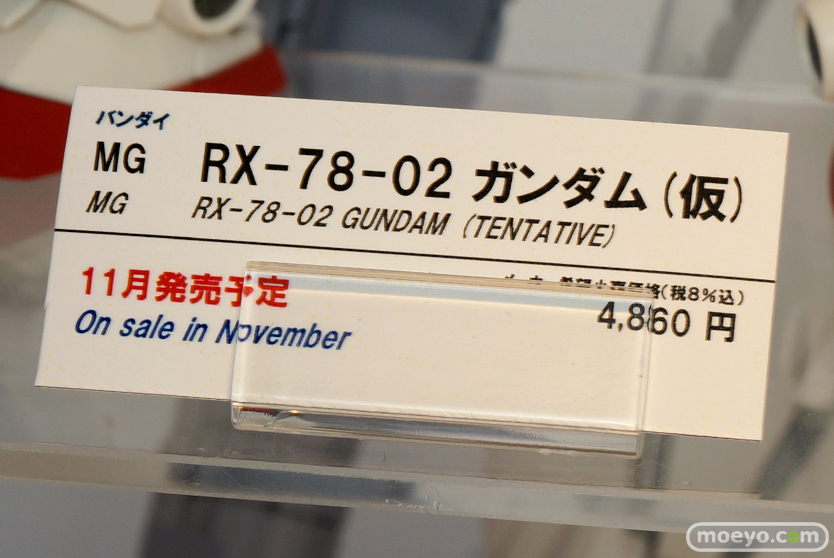 バンダイ
MG RX-78-02 ガンダム(仮)
MG RX-78-02 GUNDAM (TENTATIVE)
11月発売予定
On sale in November
価格(税8%込)
4,860 円
moeyo.com